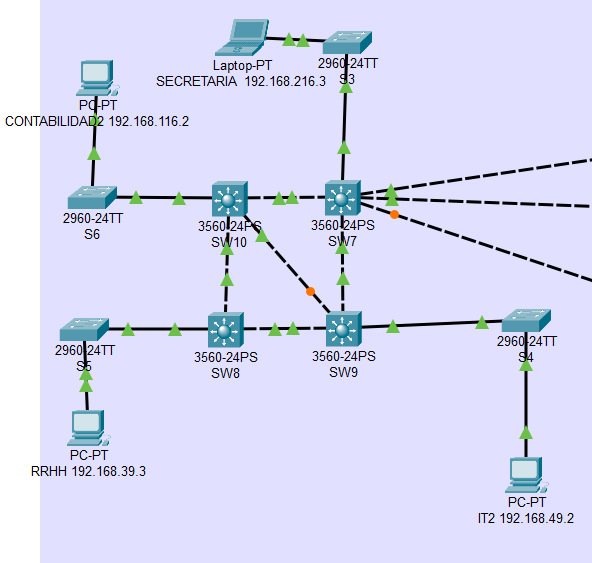 Laptop-PT
SECRETARIA 192.168.216.3
2960-24TT
S3
PC-PT
CONTABILIDAD2 192.168.116.2
2960-24TT
S6
3560-24PS
SW10
3560-24PS
SW7
2960-24TT
S5
3560-24PS
SW8
3560-24PS
SW9
2960-24TT
S4
PC-PT
RRHH 192.168.39.3
PC-PT
IT2 192.168.49.2